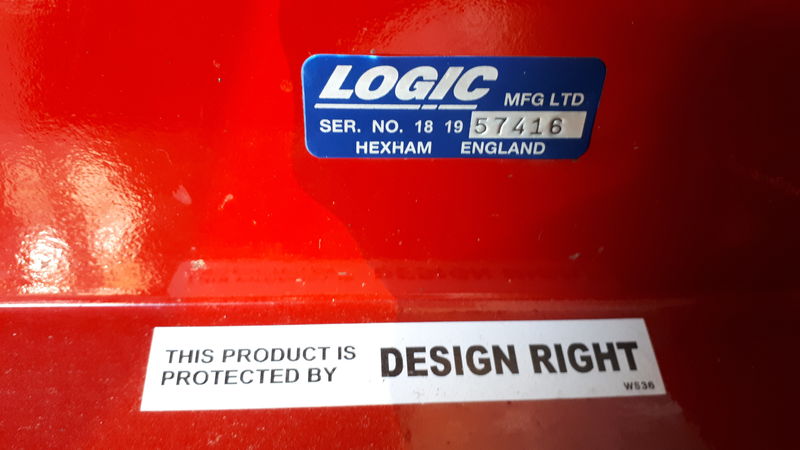 LOGIC MFG LTD
SER. NO. 18 19 57416
HEXHAM ENGLAND
THIS PRODUCT IS
PROTECTED BY
DESIGN RIGHT
WS36